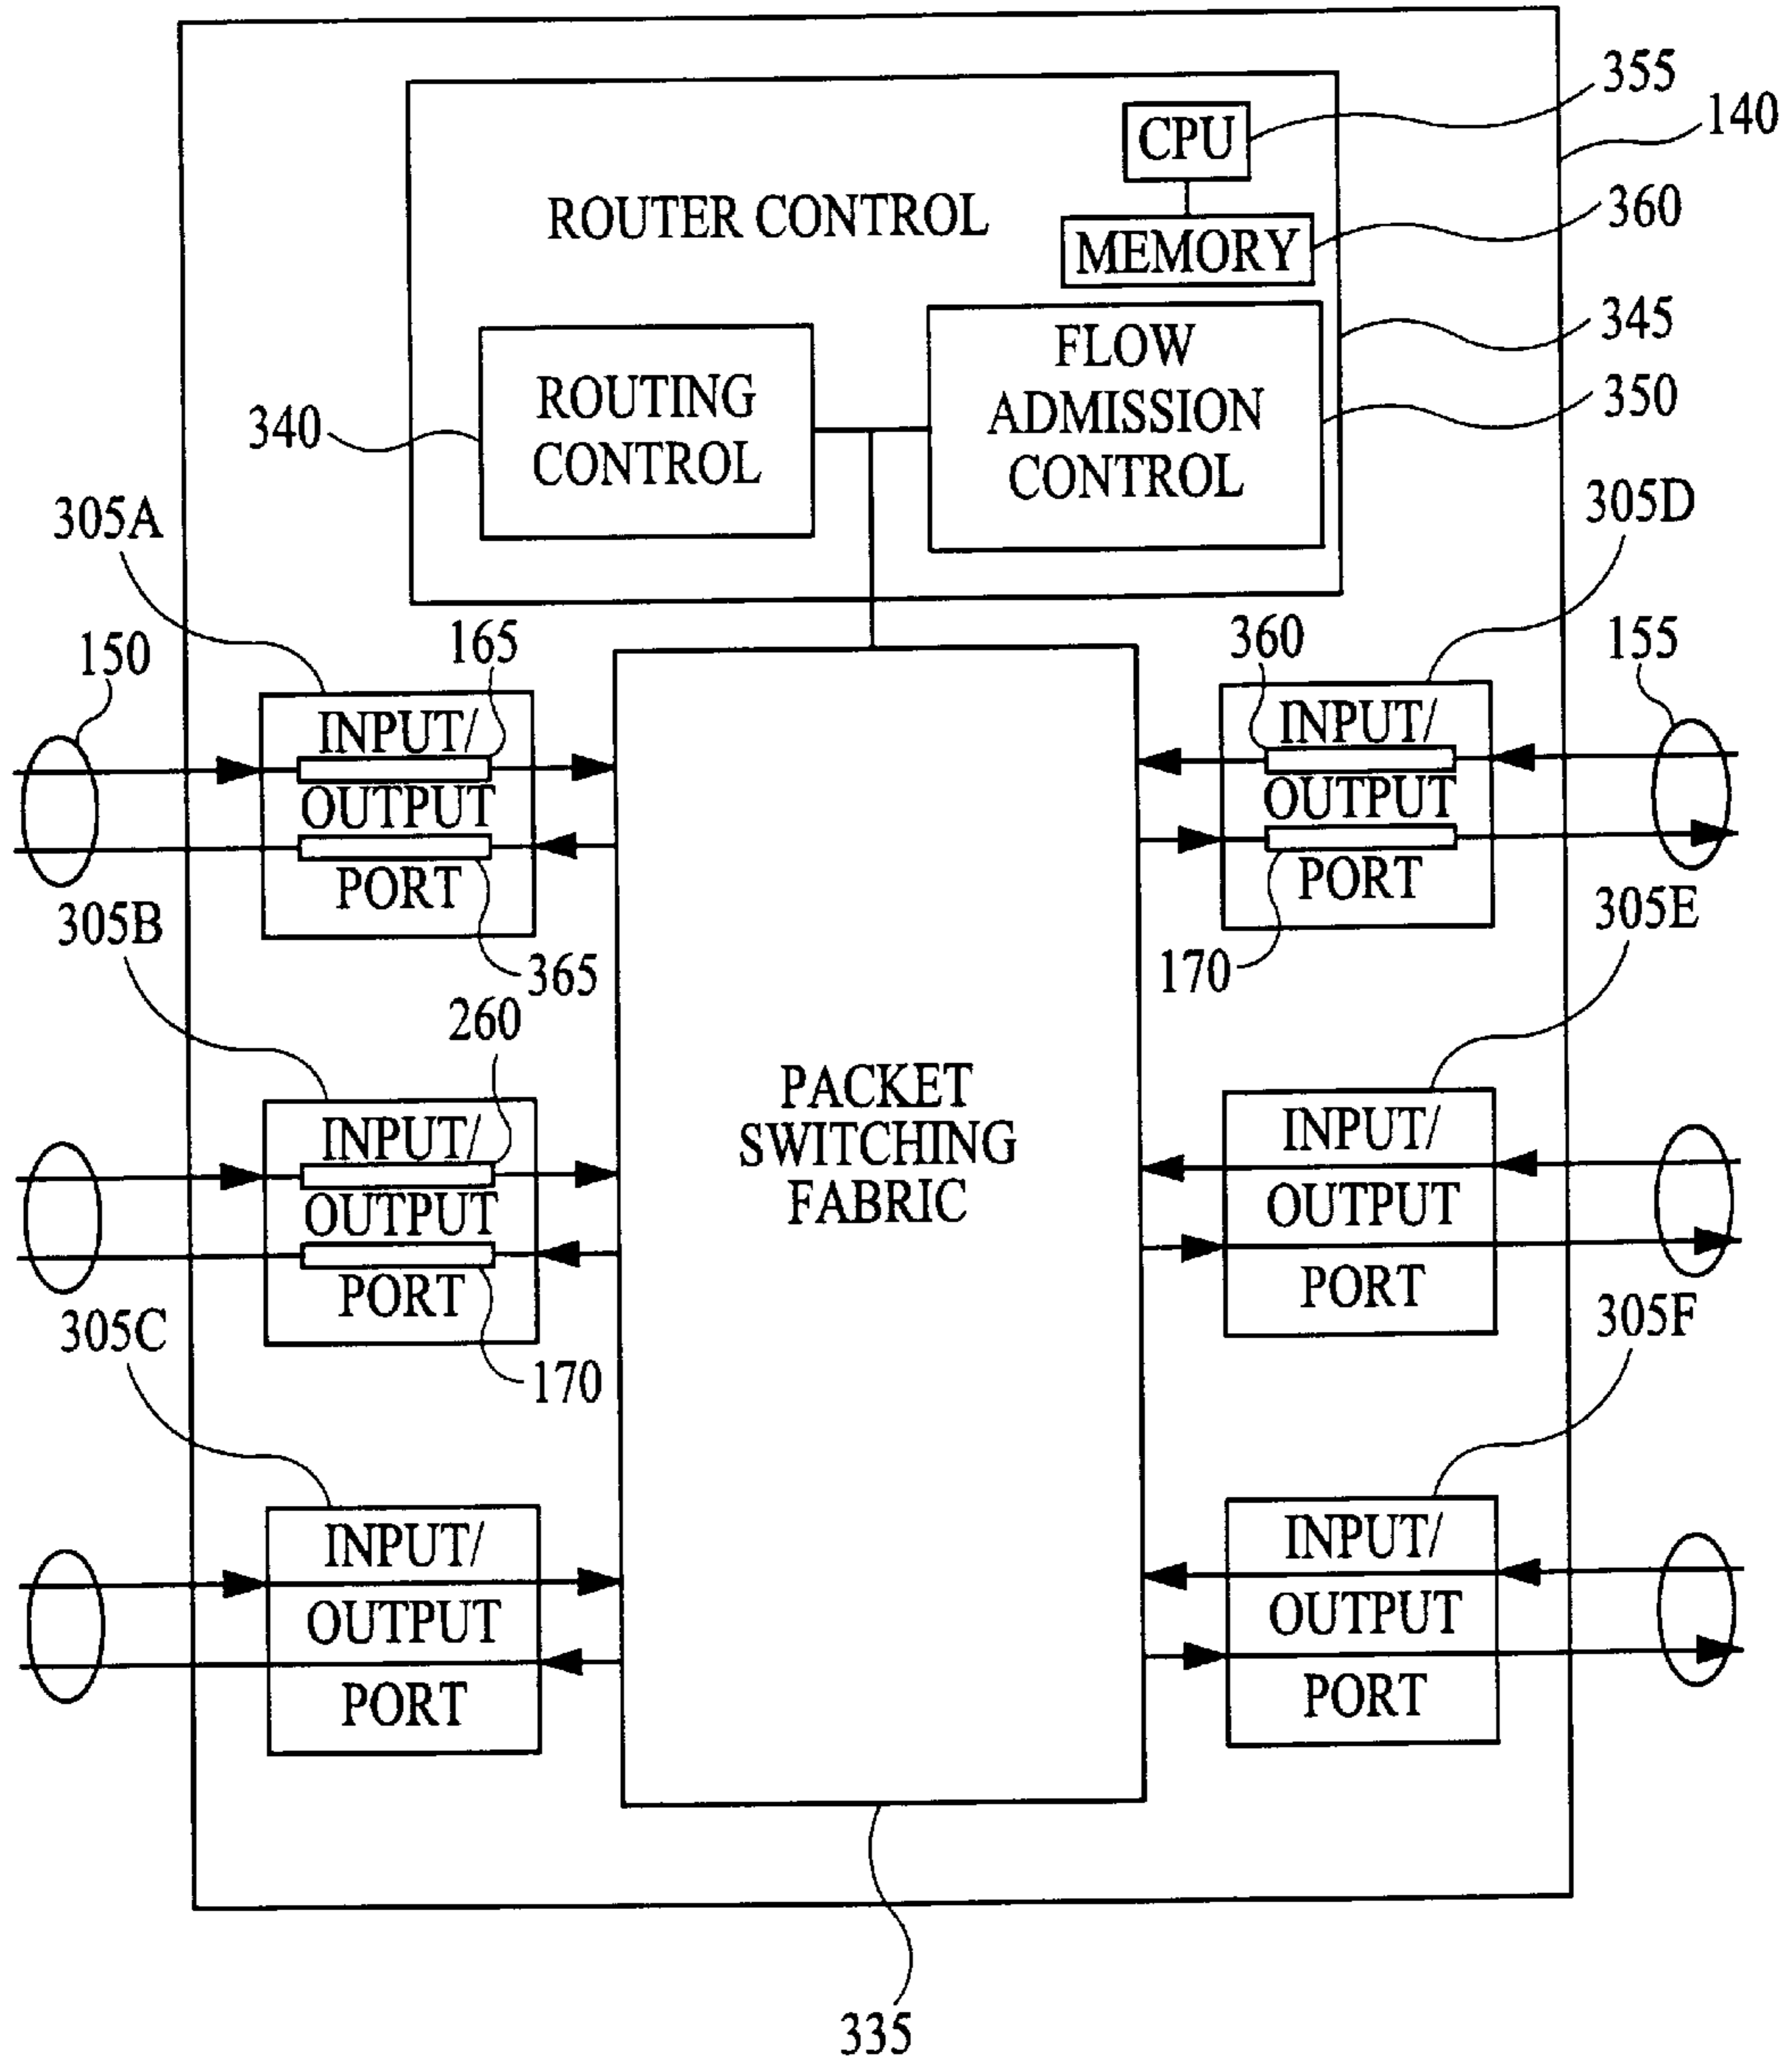 355
140
CPU
360
ROUTER CONTROL
MEMORY
345
FLOW
ADMISSION
CONTROL
350
ROUTING
CONTROL
340
305A
305D
150
165
360
155
INPUT/
OUTPUT
PORT
INPUT/
OUTPUT
PORT
305B
365
170
305E
260
PACKET
SWITCHING
FABRIC
INPUT/
OUTPUT
PORT
INPUT/
OUTPUT
PORT
305C
170
305F
INPUT/
OUTPUT
PORT
INPUT/
OUTPUT
PORT
335